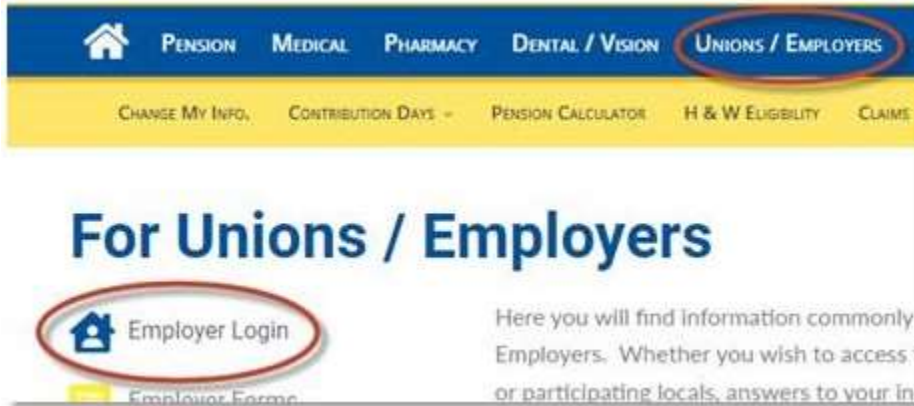 PENSION MEDICAL PHARMACY DENTAL / VISION UNIONS / EMPLOYERS
CHANGE MY INFO. CONTRIBUTION DAYS PENSION CALCULATOR H & W ELIGIBILITY CLAIMS
For Unions / Employers
Employer Login
Here you will find information commonly
Employers. Whether you wish to access
Employer Forms
or participating locals, answers to your in